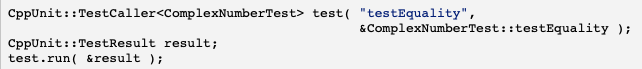 CppUnit::TestCaller<ComplexNumberTest> test( "testEquality",
&ComplexNumberTest::testEquality );
CppUnit::TestResult result;
test.run( &result );